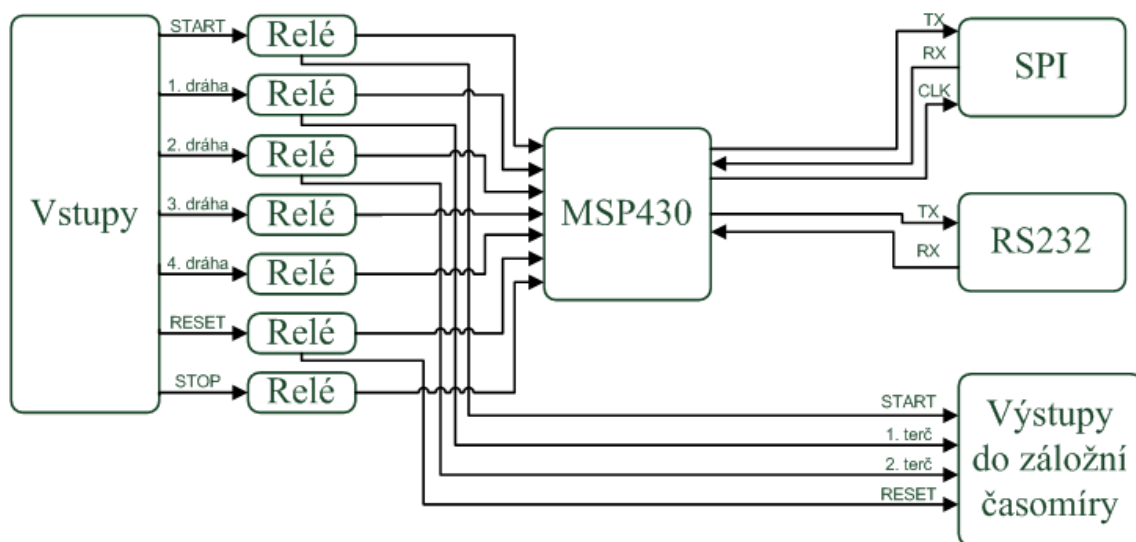 Vstupy
START
1. dráha
2. dráha
3. dráha
4. dráha
RESET
STOP
Relé
Relé
Relé
Relé
Relé
Relé
Relé
MSP430
TX
RX
CLK
SPI
TX
RX
RS232
START
1. terč
2. terč
RESET
Výstupy
do záložní
časomíry